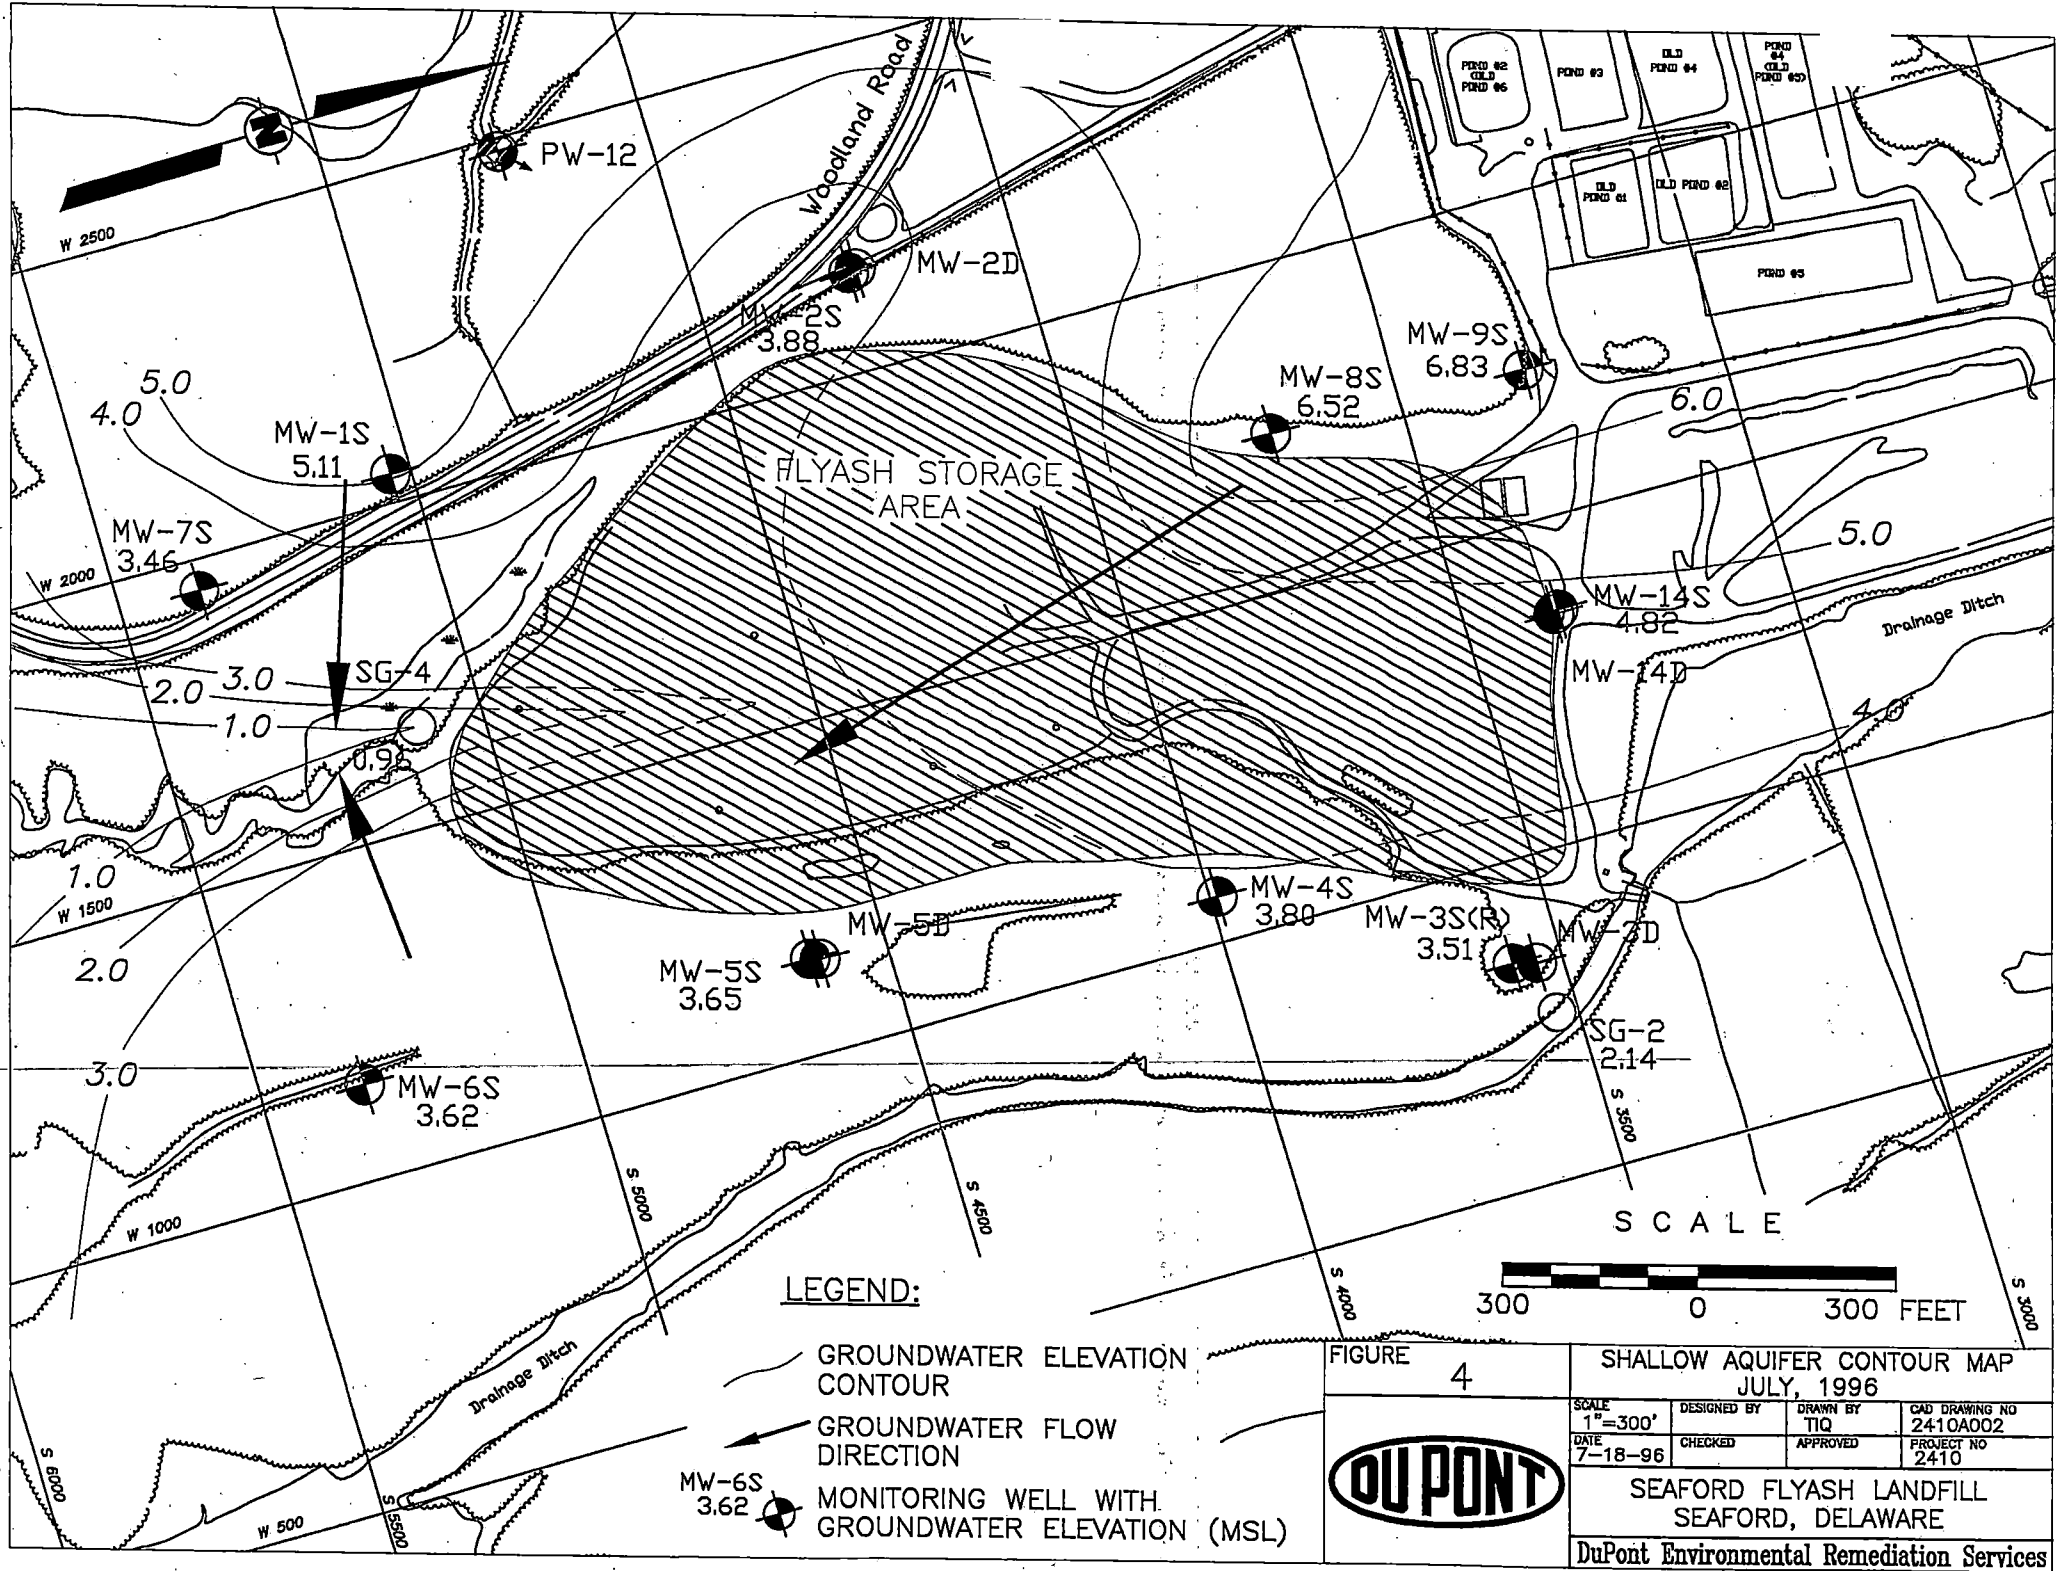 POND #2
(OLD
POND #6
POND #3
OLD
POND #4
POND
#4
(OLD
POND #5)
OLD
POND #1
OLD POND #2
POND #5
N
PW-12
Woodland Road
W 2500
MW-2D
MW-2S
3.88
MW-9S
6.83
MW-8S
6.52
6.0
5.0
4.0
MW-1S
5.11
FLYASH STORAGE
AREA
MW-7S
3.46
5.0
W 2000
MW-14S
4.82
Drainage Ditch
MW-14D
SG-4
3.0
2.0
1.0
4.0
0.9
1.0
W 1500
2.0
MW-4S
3.80
MW-3S(R)
3.51
MW-3D
MW-5D
MW-5S
3.65
SG-2
2.14
3.0
MW-6S
3.62
S 3500
W 1000
S 5000
S 4500
S 4000
S 3000
SCALE
300 0 300 FEET
LEGEND:
GROUNDWATER ELEVATION
CONTOUR
GROUNDWATER FLOW
DIRECTION
MW-6S
3.62
MONITORING WELL WITH
GROUNDWATER ELEVATION (MSL)
Drainage Ditch
S 6000
S 5500
W 500
FIGURE
4
SHALLOW AQUIFER CONTOUR MAP
JULY, 1996
SCALE
1"=300'
DESIGNED BY
DRAWN BY
TIQ
CAD DRAWING NO
2410A002
DATE
7-18-96
CHECKED
APPROVED
PROJECT NO
2410
DU PONT
SEAFORD FLYASH LANDFILL
SEAFORD, DELAWARE
DuPont Environmental Remediation Services